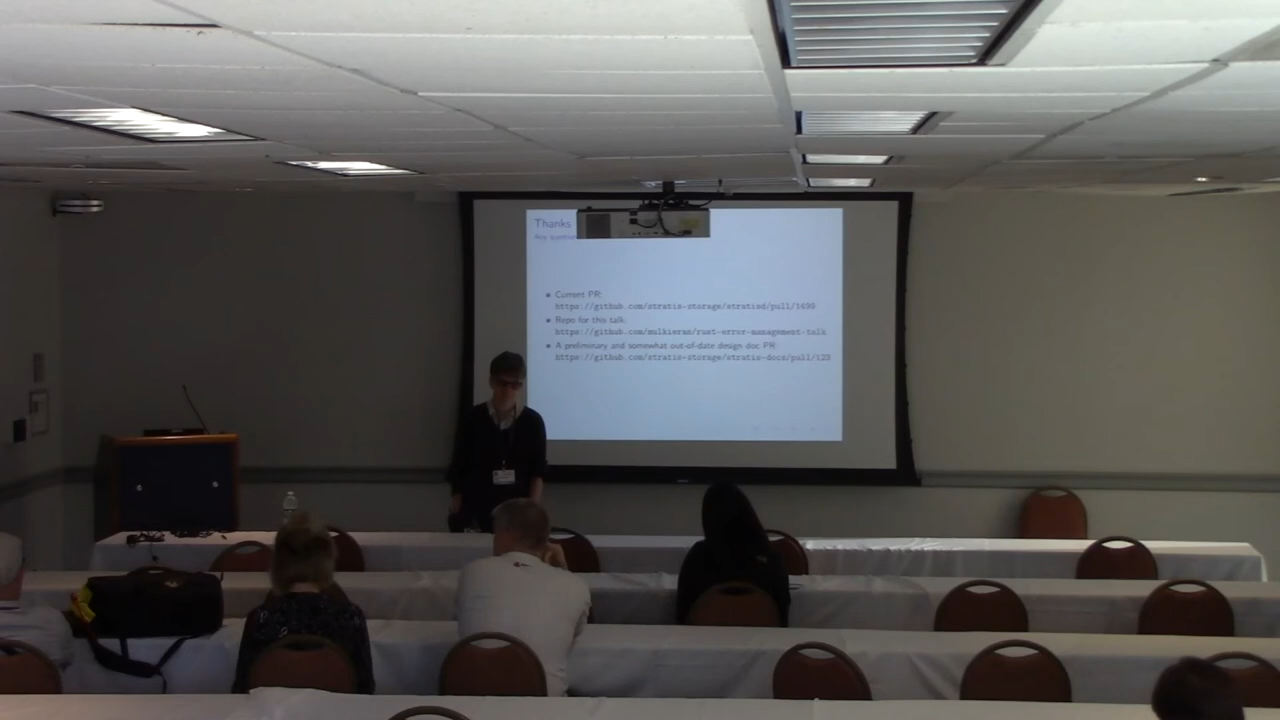 Thanks
Any question
Current PR:
https://github.com/stratis-storage/stratisd/pull/1630
Repo for this talk:
https://github.com/mulkieran/rust-error-management-talk
A preliminary and somewhat out-of-date design doc PR:
https://github.com/stratis-storage/stratis-docs/pull/123